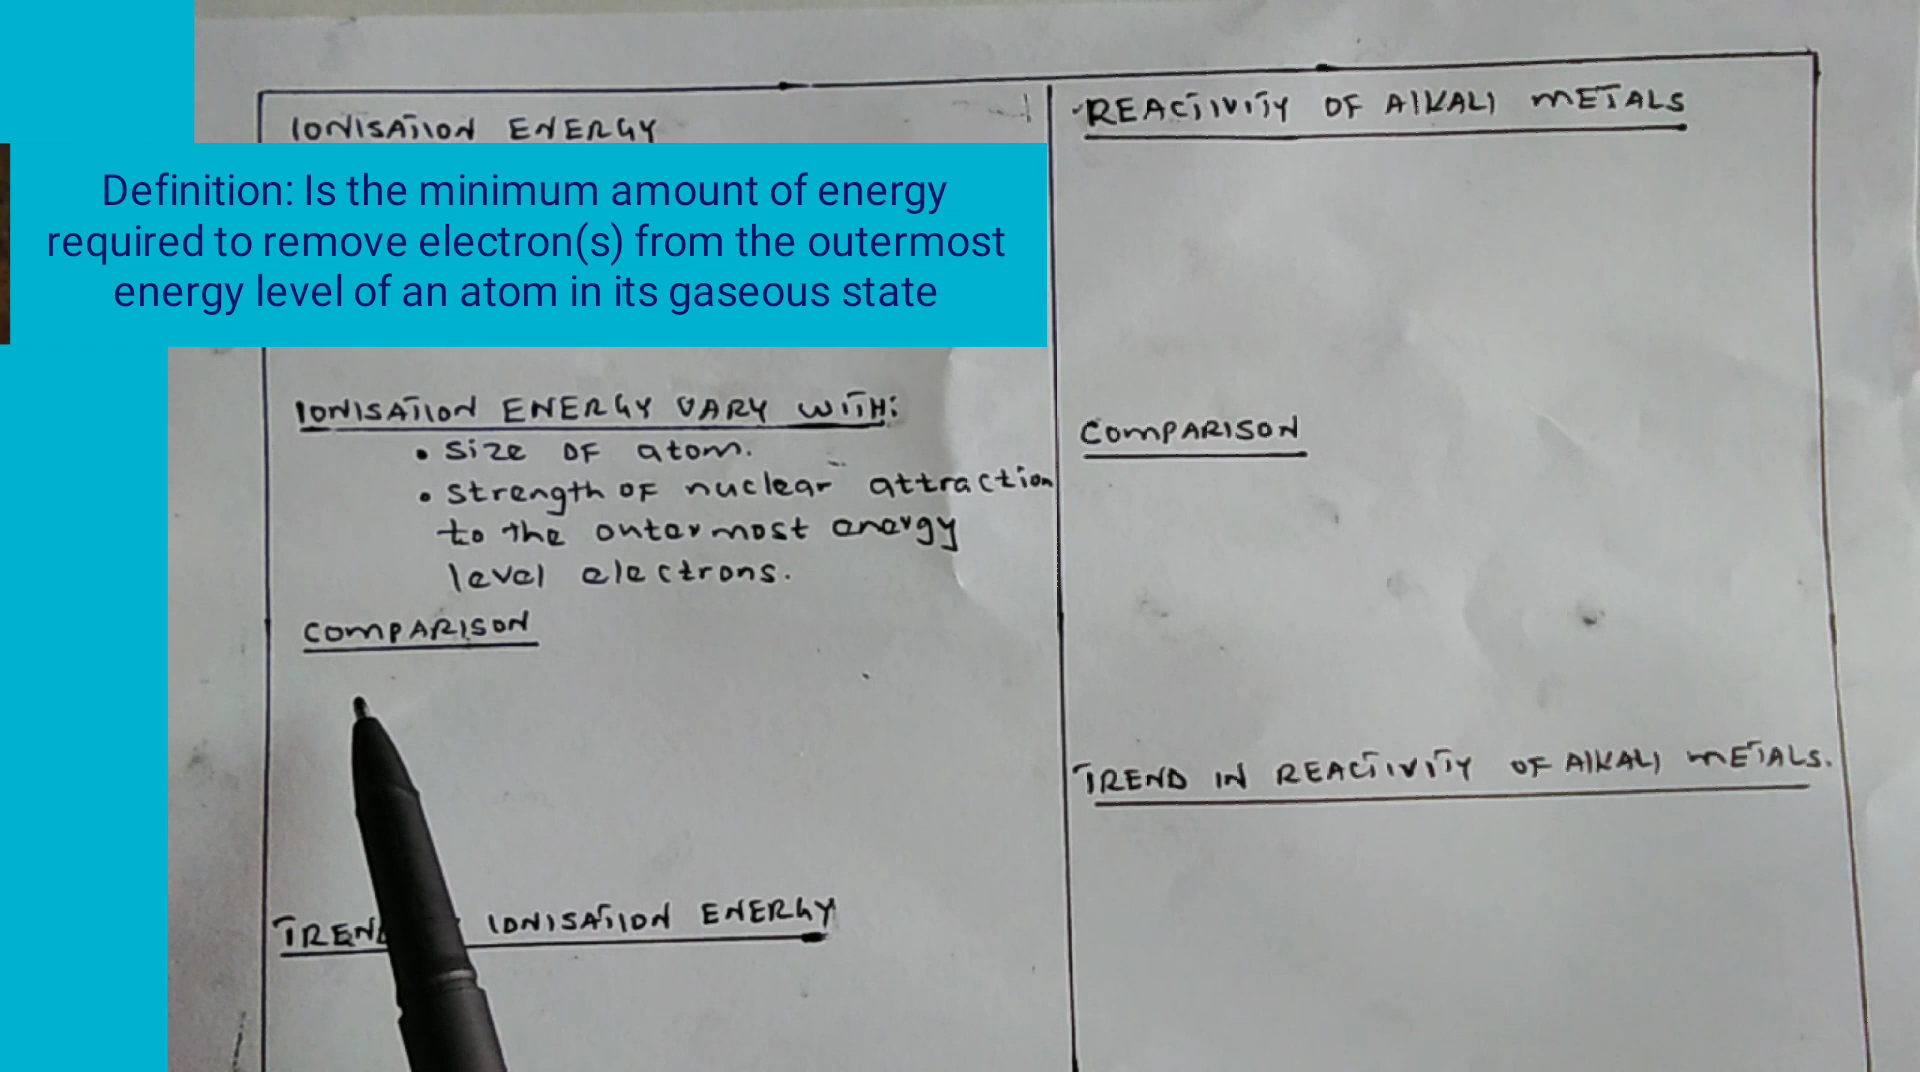 IONISATION ENERGY
Definition: Is the minimum amount of energy
required to remove electron(s) from the outermost
energy level of an atom in its gaseous state
IONISATION ENERGY VARY WITH:
• Size OF atom.
• Strength OF nuclear attraction
to the outermost energy
level electrons.
COMPARISON
TREND IONISATION ENERGY
REACTIVITY OF AlKALI METALS
COMPARISON
TREND IN REACTIVITY OF AlKALI METALS.